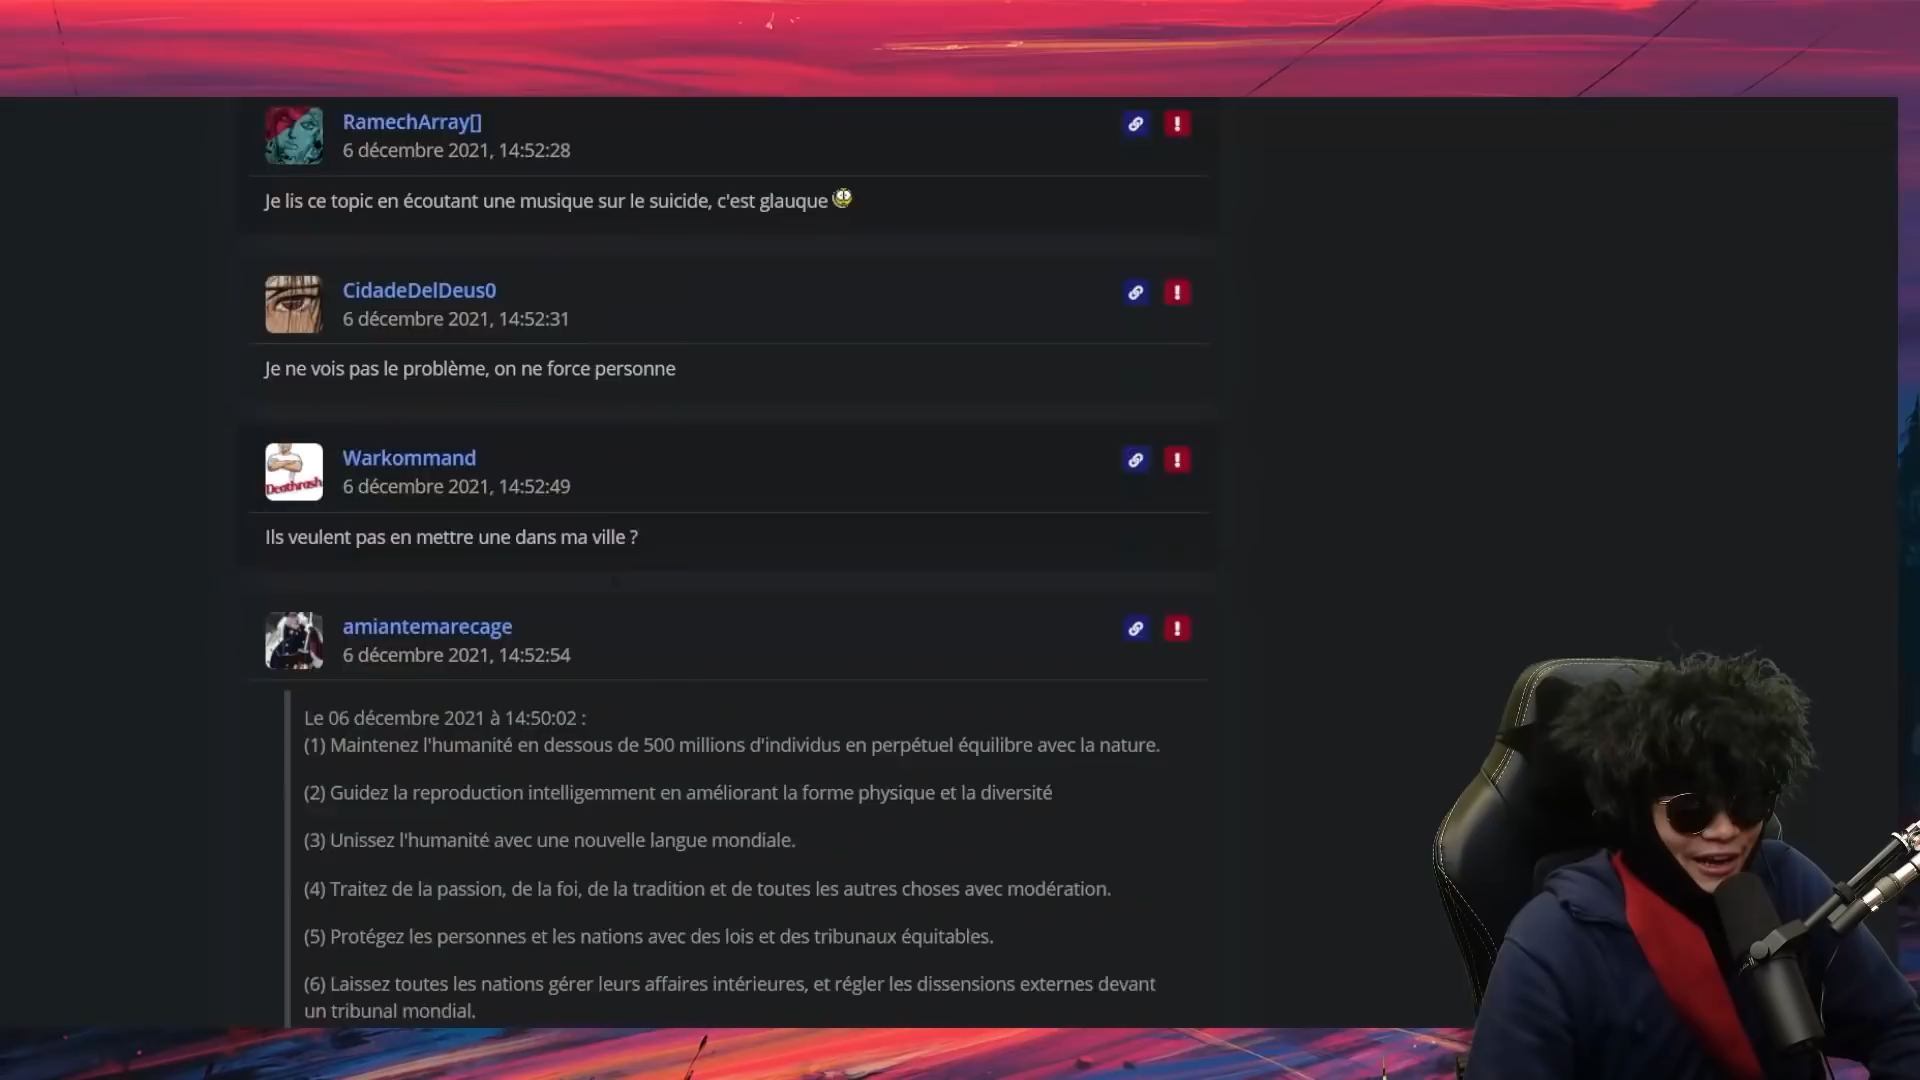 RamechArray[]
6 décembre 2021, 14:52:28
Je lis ce topic en écoutant une musique sur le suicide, c'est glauque
CidadeDelDeus0
6 décembre 2021, 14:52:31
Je ne vois pas le problème, on ne force personne
Warkommand
6 décembre 2021, 14:52:49
Deathrash
Ils veulent pas en mettre une dans ma ville ?
amiantemarecage
6 décembre 2021, 14:52:54
Le 06 décembre 2021 à 14:50:02 :
(1) Maintenez l'humanité en dessous de 500 millions d'individus en perpétuel équilibre avec la nature.
(2) Guidez la reproduction intelligemment en améliorant la forme physique et la diversité
(3) Unissez l'humanité avec une nouvelle langue mondiale.
(4) Traitez de la passion, de la foi, de la tradition et de toutes les autres choses avec modération.
(5) Protégez les personnes et les nations avec des lois et des tribunaux équitables.
(6) Laissez toutes les nations gérer leurs affaires intérieures, et régler les dissensions externes devant
un tribunal mondial.